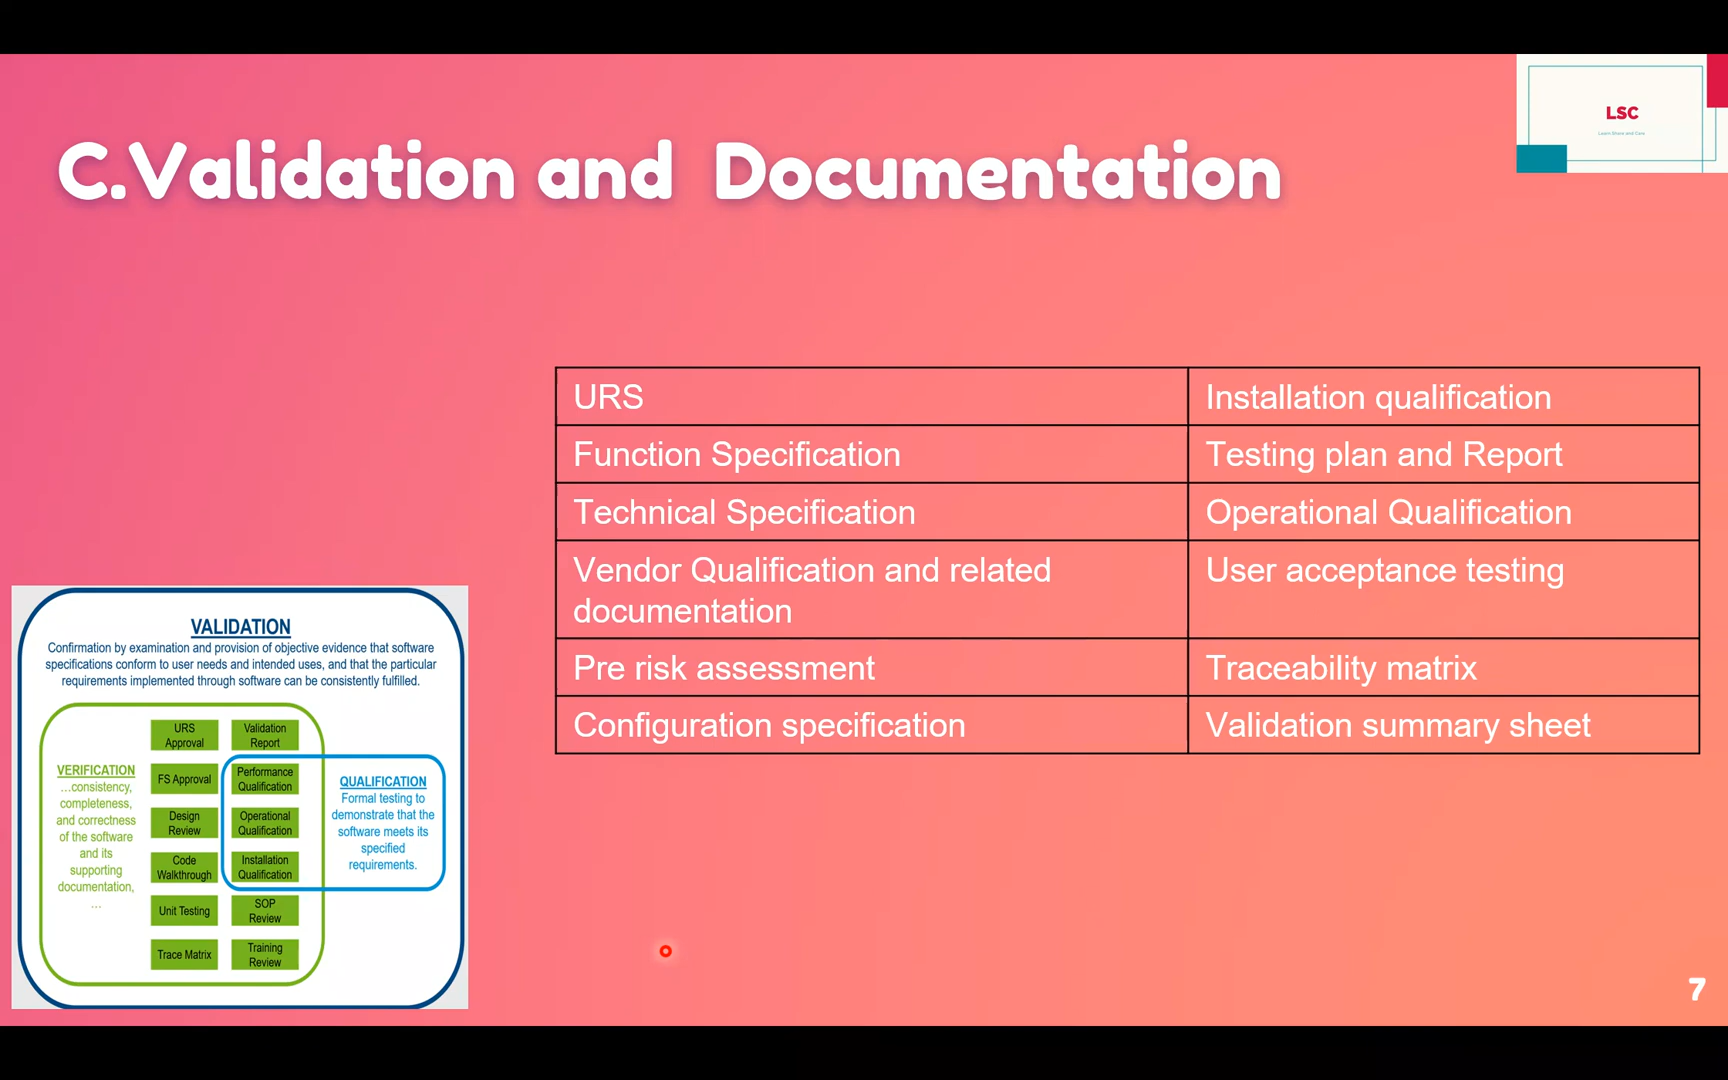 LSC
Learn Share and Care
C.Validation and Documentation
URS
Installation qualification
Function Specification
Testing plan and Report
Technical Specification
Operational Qualification
Vendor Qualification and related
documentation
User acceptance testing
Pre risk assessment
Traceability matrix
Configuration specification
Validation summary sheet
VALIDATION
Confirmation by examination and provision of objective evidence that software
specifications conform to user needs and intended uses, and that the particular
requirements implemented through software can be consistently fulfilled.
VERIFICATION
…consistency,
completeness,
and correctness
of the software
and its
supporting
documentation,
…
URS
Approval
Validation
Report
FS Approval
Performance
Qualification
Design
Review
Operational
Qualification
Code
Walkthrough
Installation
Qualification
Unit Testing
SOP
Review
Trace Matrix
Training
Review
QUALIFICATION
Formal testing to
demonstrate that the
software meets its
specified
requirements.
7